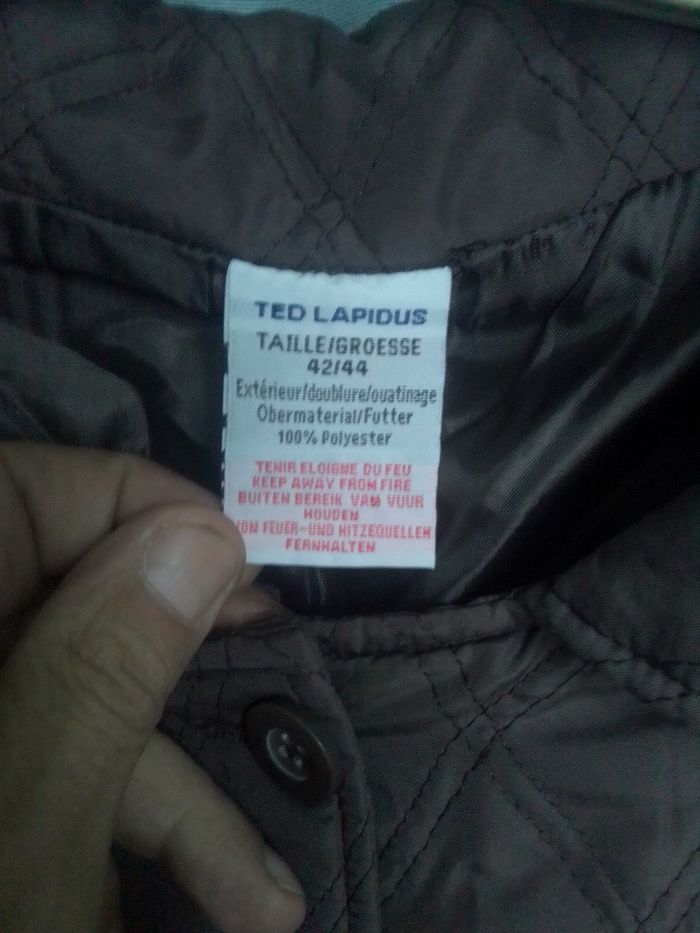 TED LAPIDUS
TAILLE/GROESSE
42/44
Extérieur/doublure/ouatinage
Obermaterial/Futter
100% Polyester
TENIR ELOIGNE DU FEU
KEEP AWAY FROM FIRE
BUITEN BEREIK VAM VUUR
HOUDEN
ON FEUER-UND HITZEQUELLEN
FERNHALTEN